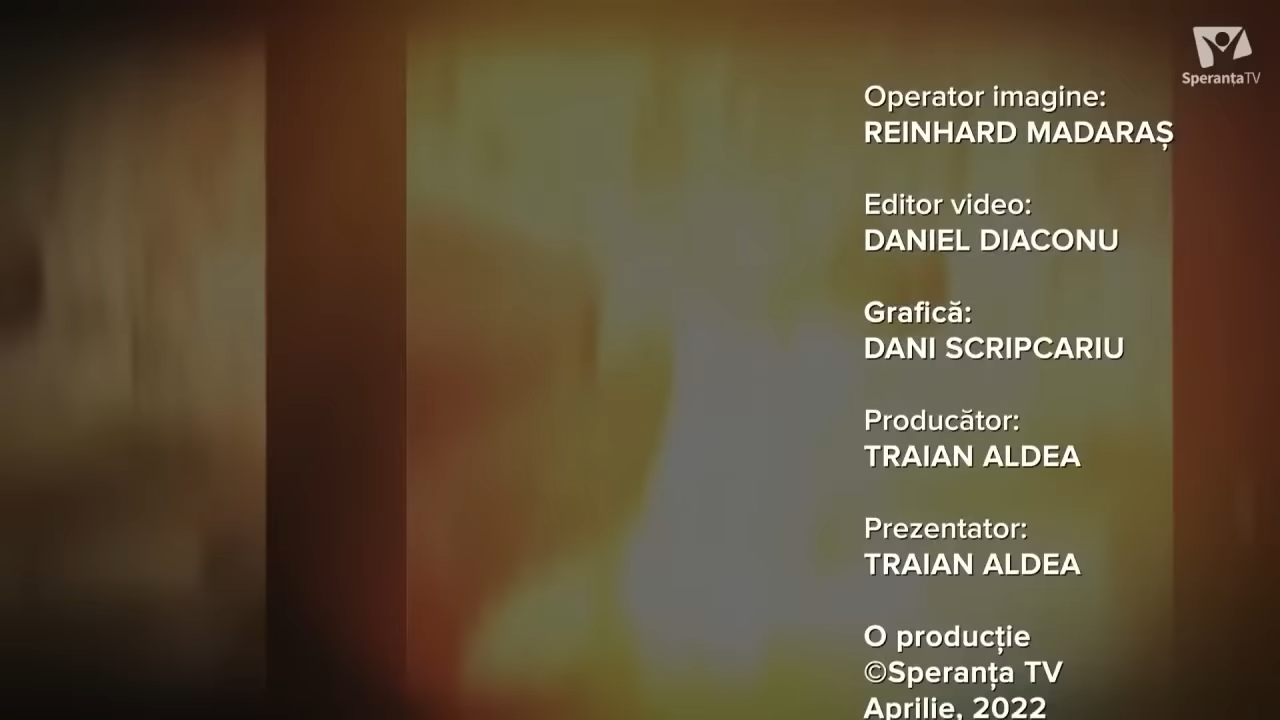 SperanțaTV
Operator imagine:
REINHARD MADARAȘ
Editor video:
DANIEL DIACONU
Grafică:
DANI SCRIPCARIU
Producător:
TRAIAN ALDEA
Prezentator:
TRAIAN ALDEA
O producție
©Speranța TV
Aprilie, 2022